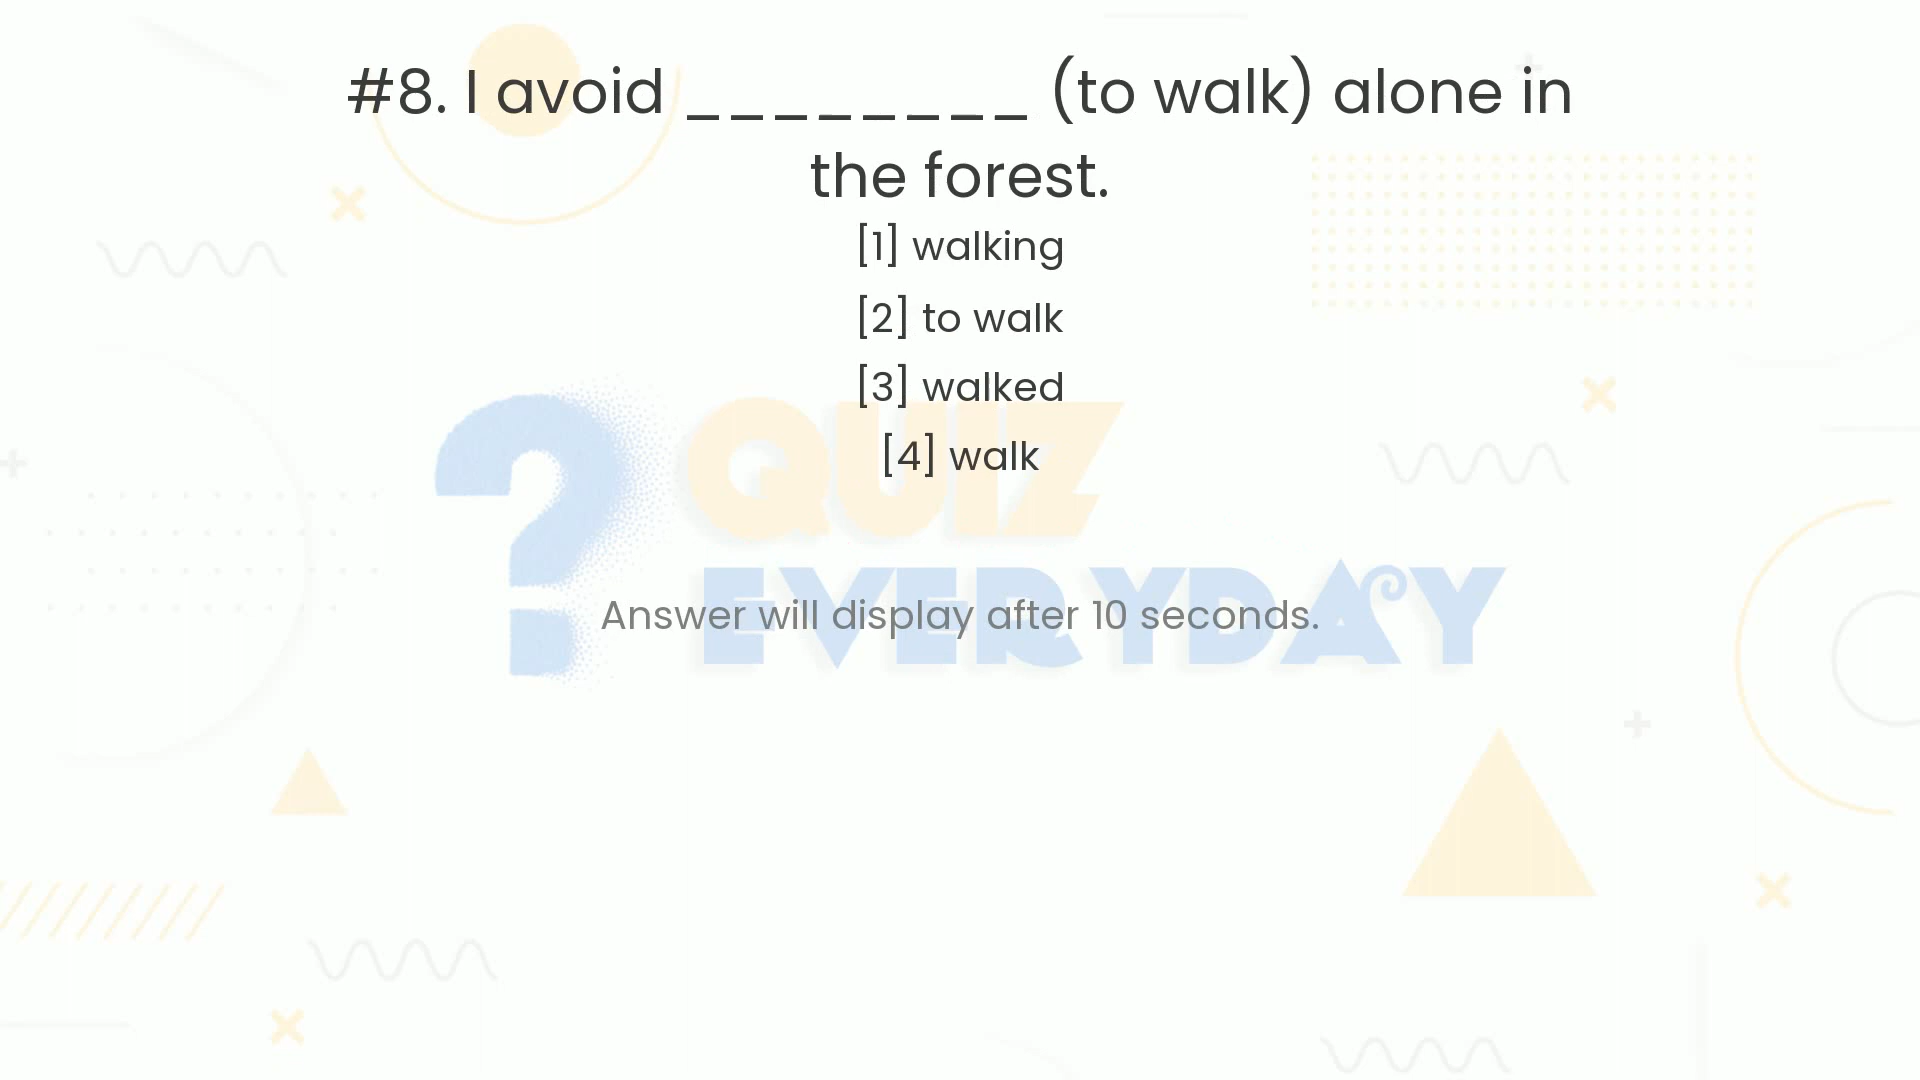 #8. I avoid ________ (to walk) alone in
the forest.
[1] walking
[2] to walk
[3] walked
[4] walk
QUIZ
EVERYDAY
Answer will display after 10 seconds.